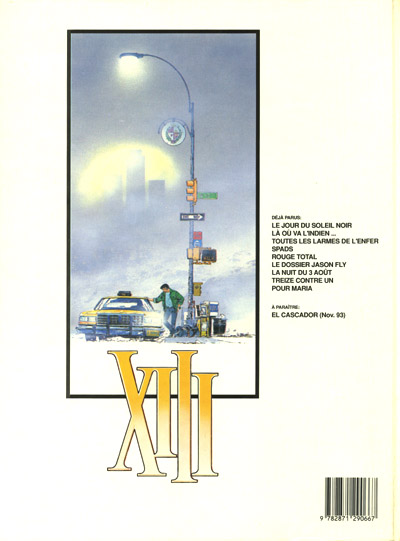 DÉJÀ PARUS:
LE JOUR DU SOLEIL NOIR
LÀ OÙ VA L'INDIEN ...
TOUTES LES LARMES DE L'ENFER
SPADS
ROUGE TOTAL
LE DOSSIER JASON FLY
LA NUIT DU 3 AOÛT
TREIZE CONTRE UN
POUR MARIA
À PARAÎTRE:
EL CASCADOR (Nov. 93)
XIII
9 782871 290667